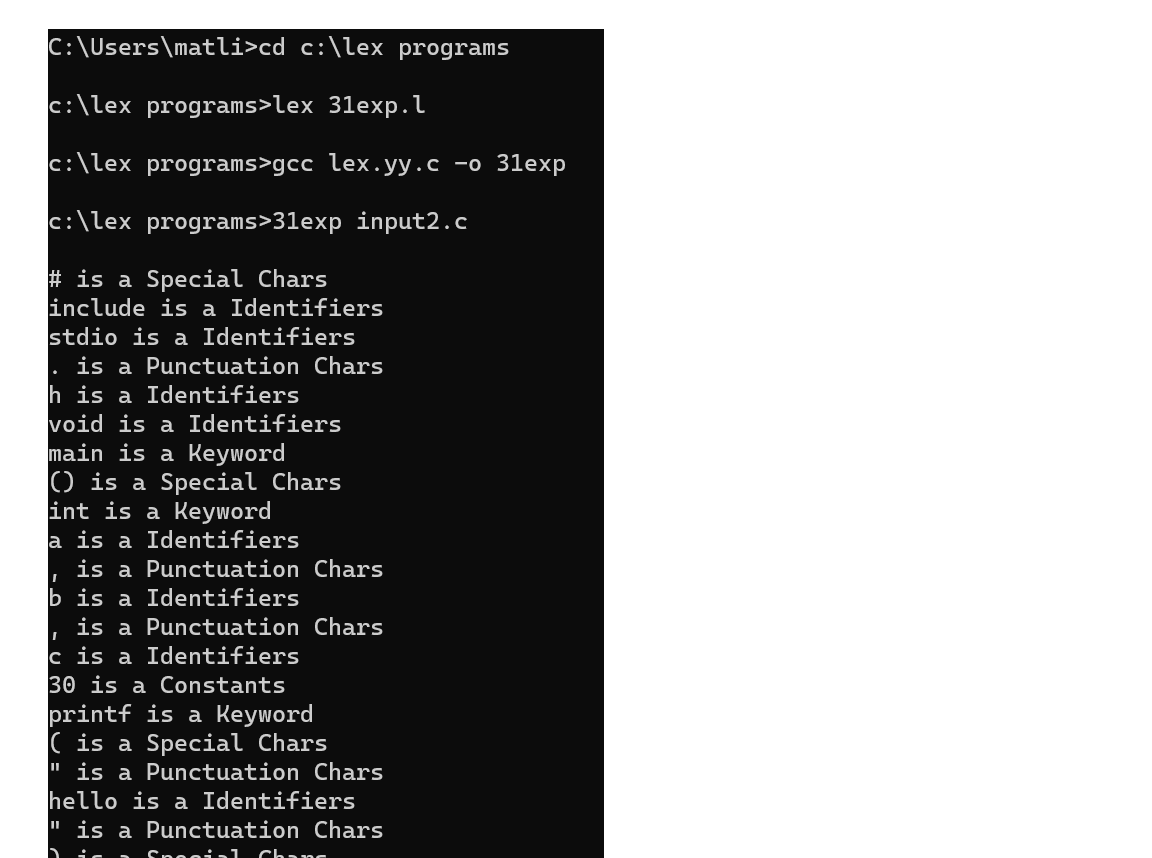 C:\Users\matli>cd c:\lex programs
c:\lex programs>lex 31exp.l
c:\lex programs>gcc lex.yy.c -o 31exp
c:\lex programs>31exp input2.c
# is a Special Chars
include is a Identifiers
stdio is a Identifiers
. is a Punctuation Chars
h is a Identifiers
void is a Identifiers
main is a Keyword
() is a Special Chars
int is a Keyword
a is a Identifiers
, is a Punctuation Chars
b is a Identifiers
, is a Punctuation Chars
c is a Identifiers
30 is a Constants
printf is a Keyword
( is a Special Chars
" is a Punctuation Chars
hello is a Identifiers
" is a Punctuation Chars
) is a Special Chars